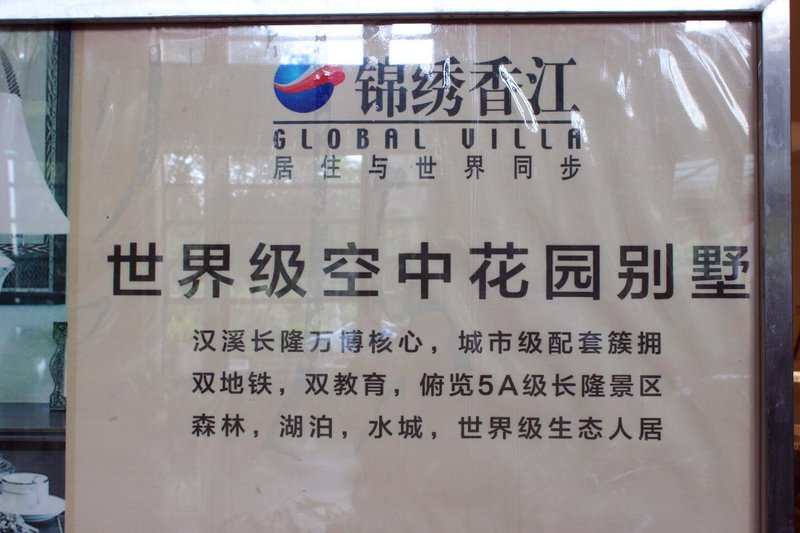 锦绣香江
GLOBAL VILLA
居住与世界同步
世界级空中花园别墅
汉溪长隆万博核心，城市级配套簇拥
双地铁，双教育，俯览5A级长隆景区
森林，湖泊，水城，世界级生态人居